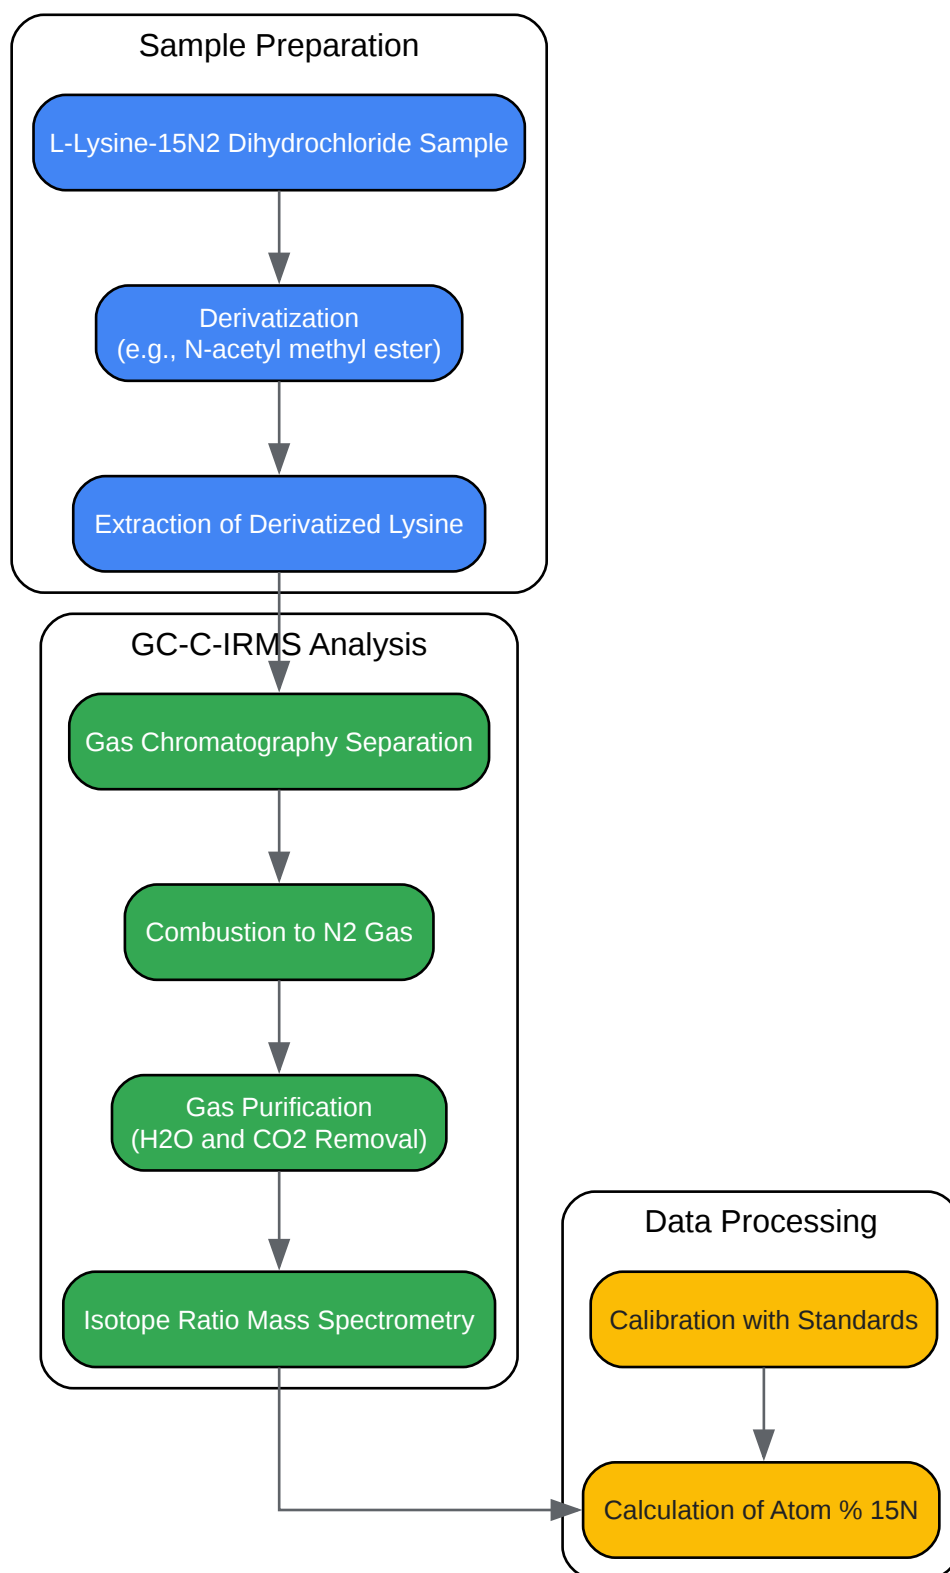 Sample Preparation
L-Lysine-15N2 Dihydrochloride Sample
Derivatization
(e.g., N-acetyl methyl ester)
Extraction of Derivatized Lysine
GC-C-IRMS Analysis
Gas Chromatography Separation
Combustion to N2 Gas
Gas Purification
(H2O and CO2 Removal)
Isotope Ratio Mass Spectrometry
Data Processing
Calibration with Standards
Calculation of Atom % 15N